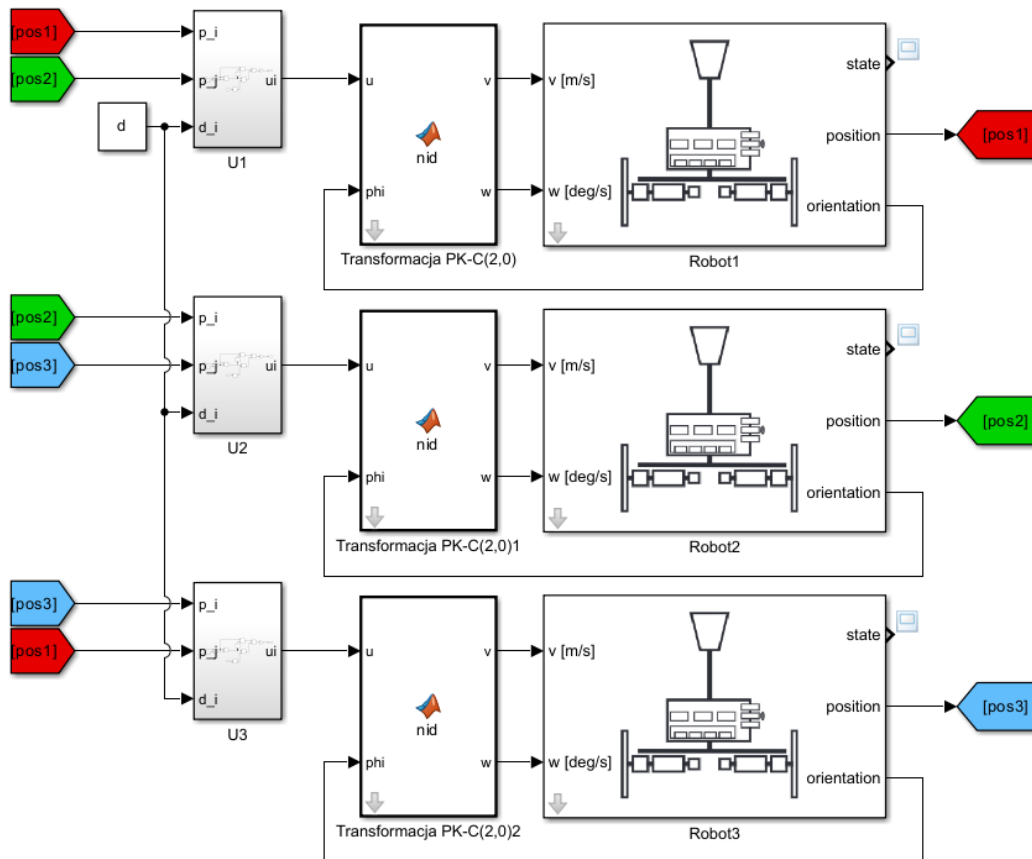 [pos1]
[pos2]
d
p_i
p_j
d_i
ui
U1
u
phi
nid
v
w
Transformacja PK-C(2,0)
v [m/s]
w [deg/s]
state
position
orientation
Robot1
[pos1]
[pos2]
[pos3]
p_i
p_j
d_i
ui
U2
u
phi
nid
v
w
Transformacja PK-C(2,0)1
v [m/s]
w [deg/s]
state
position
orientation
Robot2
[pos2]
[pos3]
[pos1]
p_i
p_j
d_i
ui
U3
u
phi
nid
v
w
Transformacja PK-C(2,0)2
v [m/s]
w [deg/s]
state
position
orientation
Robot3
[pos3]